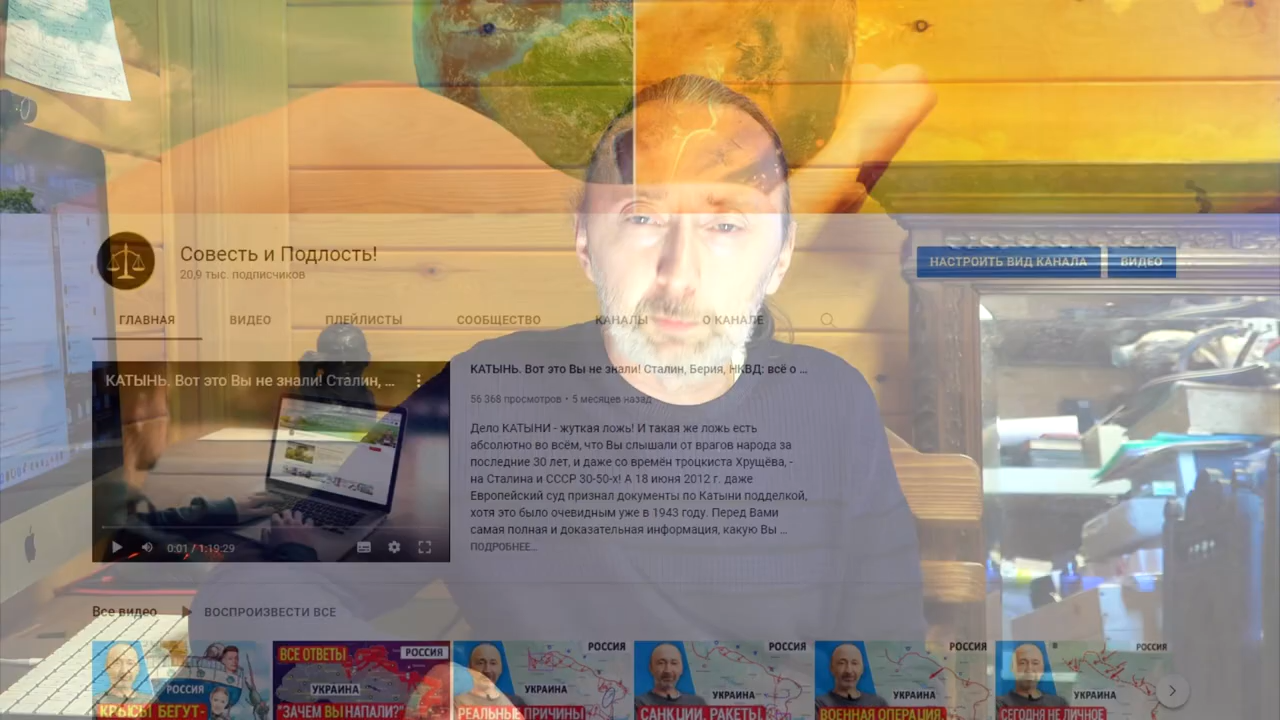 Совесть и Подлость!
20,9 тыс. подписчиков
НАСТРОИТЬ ВИД КАНАЛА
ВИДЕО
ГЛАВНАЯ
ВИДЕО
ПЛЕЙЛИСТЫ
СООБЩЕСТВО
КАНАЛЫ
О КАНАЛЕ
КАТЫНЬ. Вот это Вы не знали! Сталин, ...
0:01 / 1:19:29
КАТЫНЬ. Вот это Вы не знали! Сталин, Берия, НКВД: всё о ...
56 368 просмотров • 5 месяцев назад
Дело КАТЫНИ - жуткая ложь! И такая же ложь есть
абсолютно во всём, что Вы слышали от врагов народа за
последние 30 лет, и даже со времён троцкиста Хрущёва, -
на Сталина и СССР 30-50-х! А 18 июня 2012 г. даже
Европейский суд признал документы по Катыни подделкой,
хотя это было очевидным уже в 1943 году. Перед Вами
самая полная и доказательная информация, какую Вы ...
ПОДРОБНЕЕ...
Все видео
ВОСПРОИЗВЕСТИ ВСЕ
РОССИЯ
КРЫСЫ БЕГУТ-
ВСЕ ОТВЕТЫ
РОССИЯ
УКРАИНА
"ЗАЧЕМ ВЫ НАПАЛИ?"
РОССИЯ
УКРАИНА
РЕАЛЬНЫЕ ПРИЧИНЫ
РОССИЯ
УКРАИНА
САНКЦИИ, РАКЕТЫ
РОССИЯ
УКРАИНА
ВОЕННАЯ ОПЕРАЦИЯ,
РОССИЯ
УКРАИНА
СЕГОДНЯ НЕ ЛИЧНОЕ